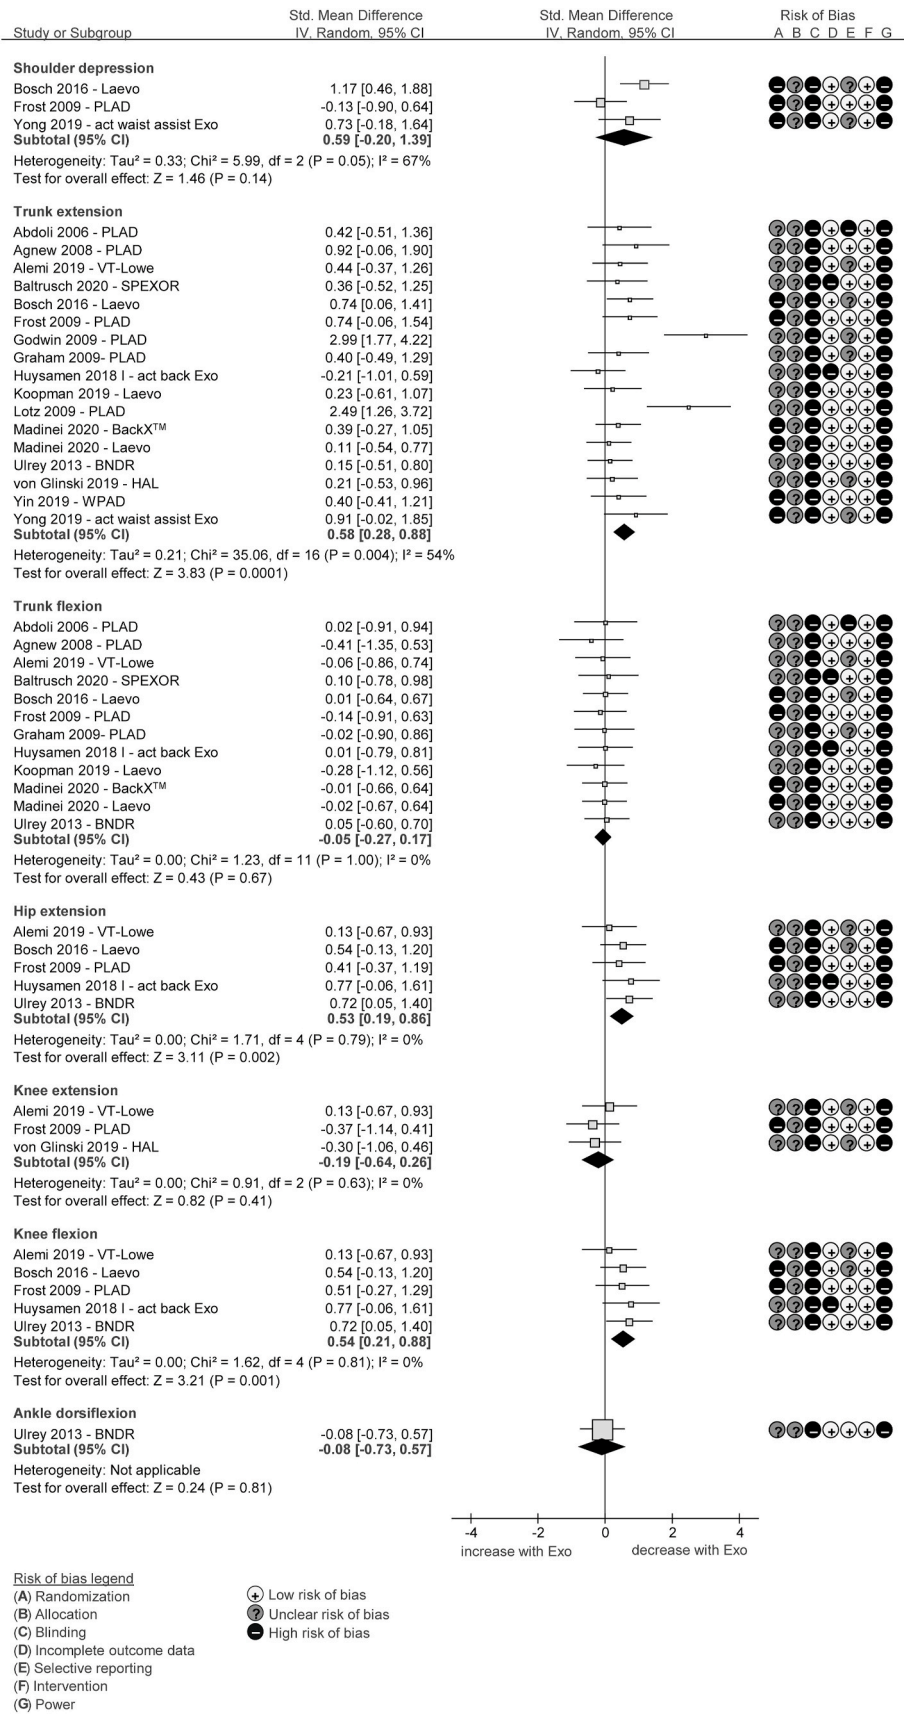 Std. Mean Difference Std. Mean Difference Risk of Bias
Study or Subgroup IV, Random, 95% CI IV, Random, 95% CI A B C D E F G
Shoulder depression
Bosch 2016 - Laevo 1.17 [0.46, 1.88] - ? - + ? + -
Frost 2009 - PLAD -0.13 [-0.90, 0.64] - ? - + + + -
Yong 2019 - act waist assist Exo 0.73 [-0.18, 1.64] - ? - + ? + -
Subtotal (95% CI) 0.59 [-0.20, 1.39]
Heterogeneity: Tau² = 0.33; Chi² = 5.99, df = 2 (P = 0.05); I² = 67%
Test for overall effect: Z = 1.46 (P = 0.14)
Trunk extension
Abdoli 2006 - PLAD 0.42 [-0.51, 1.36] ? ? - + - + -
Agnew 2008 - PLAD 0.92 [-0.06, 1.90] ? ? - + + + -
Alemi 2019 - VT-Lowe 0.44 [-0.37, 1.26] ? ? - + ? + -
Baltrusch 2020 - SPEXOR 0.36 [-0.52, 1.25] ? ? - - + + -
Bosch 2016 - Laevo 0.74 [0.06, 1.41] - ? - + ? + -
Frost 2009 - PLAD 0.74 [-0.06, 1.54] - ? - + + + -
Godwin 2009 - PLAD 2.99 [1.77, 4.22] ? ? - + ? + -
Graham 2009- PLAD 0.40 [-0.49, 1.29] ? ? - + ? + -
Huysamen 2018 I - act back Exo -0.21 [-1.01, 0.59] ? ? - - + + -
Koopman 2019 - Laevo 0.23 [-0.61, 1.07] ? ? - + + + -
Lotz 2009 - PLAD 2.49 [1.26, 3.72] ? ? - + + + -
Madinei 2020 - BackX™ 0.39 [-0.27, 1.05] - ? - + + + -
Madinei 2020 - Laevo 0.11 [-0.54, 0.77] - ? - + + + -
Ulrey 2013 - BNDR 0.15 [-0.51, 0.80] ? ? - + + + -
von Glinski 2019 - HAL 0.21 [-0.53, 0.96] ? ? - + ? + -
Yin 2019 - WPAD 0.40 [-0.41, 1.21] - ? - + + + -
Yong 2019 - act waist assist Exo 0.91 [-0.02, 1.85] - ? - + ? + -
Subtotal (95% CI) 0.58 [0.28, 0.88]
Heterogeneity: Tau² = 0.21; Chi² = 35.06, df = 16 (P = 0.004); I² = 54%
Test for overall effect: Z = 3.83 (P = 0.0001)
Trunk flexion
Abdoli 2006 - PLAD 0.02 [-0.91, 0.94] ? ? - + - + -
Agnew 2008 - PLAD -0.41 [-1.35, 0.53] ? ? - + + + -
Alemi 2019 - VT-Lowe -0.06 [-0.86, 0.74] ? ? - + ? + -
Baltrusch 2020 - SPEXOR 0.10 [-0.78, 0.98] ? ? - - + + -
Bosch 2016 - Laevo 0.01 [-0.64, 0.67] - ? - + ? + -
Frost 2009 - PLAD -0.14 [-0.91, 0.63] - ? - + + + -
Graham 2009- PLAD -0.02 [-0.90, 0.86] ? ? - + ? + -
Huysamen 2018 I - act back Exo 0.01 [-0.79, 0.81] ? ? - - + + -
Koopman 2019 - Laevo -0.28 [-1.12, 0.56] ? ? - + + + -
Madinei 2020 - BackX™ -0.01 [-0.66, 0.64] - ? - + + + -
Madinei 2020 - Laevo -0.02 [-0.67, 0.64] - ? - + + + -
Ulrey 2013 - BNDR 0.05 [-0.60, 0.70] ? ? - + + + -
Subtotal (95% CI) -0.05 [-0.27, 0.17]
Heterogeneity: Tau² = 0.00; Chi² = 1.23, df = 11 (P = 1.00); I² = 0%
Test for overall effect: Z = 0.43 (P = 0.67)
Hip extension
Alemi 2019 - VT-Lowe 0.13 [-0.67, 0.93] ? ? - + ? + -
Bosch 2016 - Laevo 0.54 [-0.13, 1.20] - ? - + ? + -
Frost 2009 - PLAD 0.41 [-0.37, 1.19] - ? - + + + -
Huysamen 2018 I - act back Exo 0.77 [-0.06, 1.61] ? ? - - + + -
Ulrey 2013 - BNDR 0.72 [0.05, 1.40] ? ? - + + + -
Subtotal (95% CI) 0.53 [0.19, 0.86]
Heterogeneity: Tau² = 0.00; Chi² = 1.71, df = 4 (P = 0.79); I² = 0%
Test for overall effect: Z = 3.11 (P = 0.002)
Knee extension
Alemi 2019 - VT-Lowe 0.13 [-0.67, 0.93] ? ? - + ? + -
Frost 2009 - PLAD -0.37 [-1.14, 0.41] - ? - + + + -
von Glinski 2019 - HAL -0.30 [-1.06, 0.46] ? ? - + ? + -
Subtotal (95% CI) -0.19 [-0.64, 0.26]
Heterogeneity: Tau² = 0.00; Chi² = 0.91, df = 2 (P = 0.63); I² = 0%
Test for overall effect: Z = 0.82 (P = 0.41)
Knee flexion
Alemi 2019 - VT-Lowe 0.13 [-0.67, 0.93] ? ? - + ? + -
Bosch 2016 - Laevo 0.54 [-0.13, 1.20] - ? - + ? + -
Frost 2009 - PLAD 0.51 [-0.27, 1.29] - ? - + + + -
Huysamen 2018 I - act back Exo 0.77 [-0.06, 1.61] ? ? - - + + -
Ulrey 2013 - BNDR 0.72 [0.05, 1.40] ? ? - + + + -
Subtotal (95% CI) 0.54 [0.21, 0.88]
Heterogeneity: Tau² = 0.00; Chi² = 1.62, df = 4 (P = 0.81); I² = 0%
Test for overall effect: Z = 3.21 (P = 0.001)
Ankle dorsiflexion
Ulrey 2013 - BNDR -0.08 [-0.73, 0.57] ? ? - + + + -
Subtotal (95% CI) -0.08 [-0.73, 0.57]
Heterogeneity: Not applicable
Test for overall effect: Z = 0.24 (P = 0.81)
-4 -2 0 2 4
increase with Exo decrease with Exo
Risk of bias legend
(A) Randomization + Low risk of bias
(B) Allocation ? Unclear risk of bias
(C) Blinding - High risk of bias
(D) Incomplete outcome data
(E) Selective reporting
(F) Intervention
(G) Power